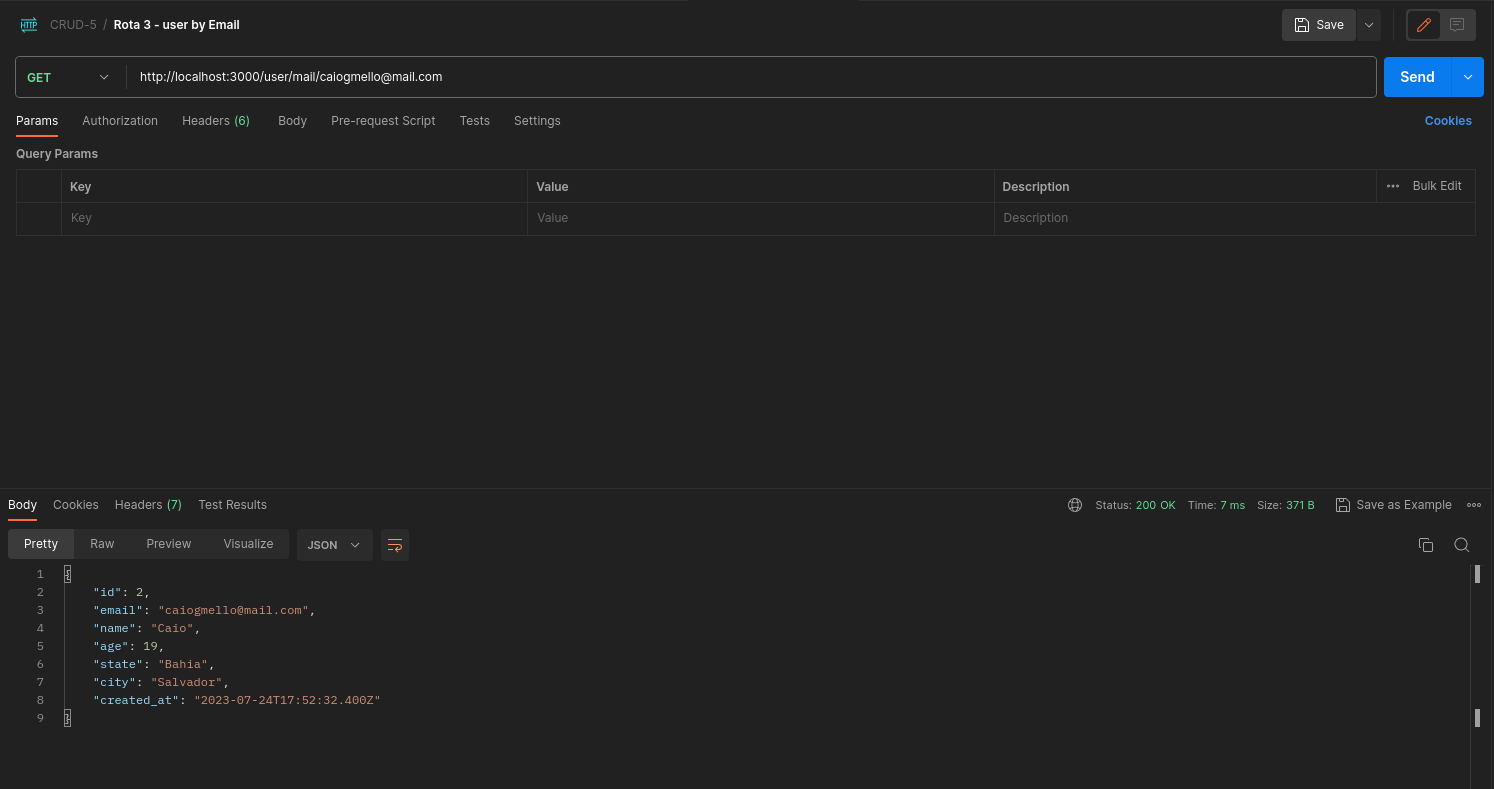 HTTP CRUD-5 / Rota 3 - user by Email Save
GET http://localhost:3000/user/mail/caiogmello@mail.com Send
Params Authorization Headers (6) Body Pre-request Script Tests Settings Cookies
Query Params
Key Value Description ••• Bulk Edit
Key Value Description
Body Cookies Headers (7) Test Results Status: 200 OK Time: 7 ms Size: 371 B Save as Example
Pretty Raw Preview Visualize JSON
1 {
2 "id": 2,
3 "email": "caiogmello@mail.com",
4 "name": "Caio",
5 "age": 19,
6 "state": "Bahia",
7 "city": "Salvador",
8 "created_at": "2023-07-24T17:52:32.400Z"
9 }